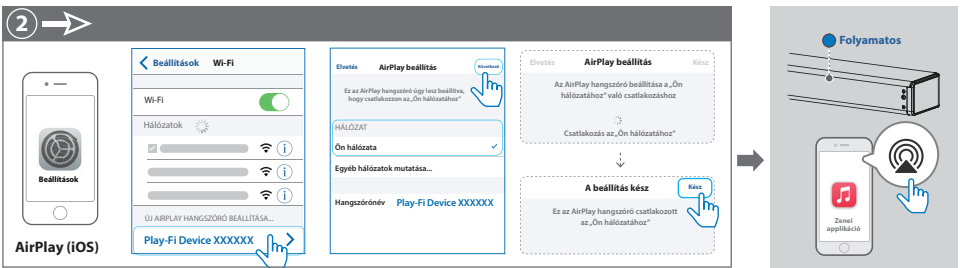 2
Beállítások
AirPlay (iOS)
Beállítások Wi-Fi
Wi-Fi
Hálózatok
ÚJ AIRPLAY HANGSZÓRÓ BEÁLLÍTÁSA...
Play-Fi Device XXXXXX
Elvetés AirPlay beállítás Következő
Ez az AirPlay hangszóró úgy lesz beállítva,
hogy csatlakozzon az „Ön hálózatához"
HÁLÓZAT
Ön hálózata
Egyéb hálózatok mutatása...
Hangszórónév Play-Fi Device XXXXXX
Elvetés AirPlay beállítás Kész
Az AirPlay hangszóró beállítása a „Ön
hálózatához" való csatlakozáshoz
Csatlakozás az „Ön hálózatához"
A beállítás kész Kész
Ez az AirPlay hangszóró csatlakozott
az „Ön hálózatához"
Folyamatos
Zenei
applikáció